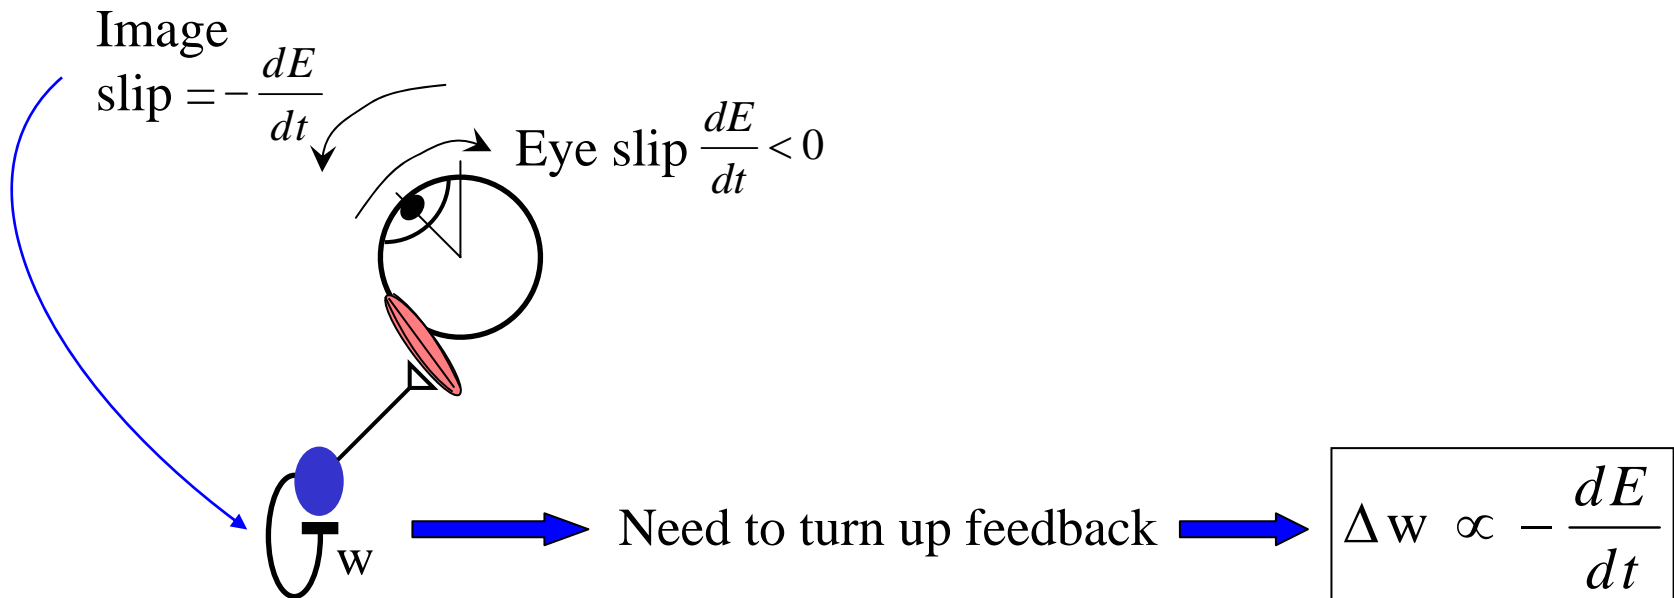 Image
slip = - dE/dt
Eye slip dE/dt < 0
w
Need to turn up feedback
Δw ∝ - dE/dt